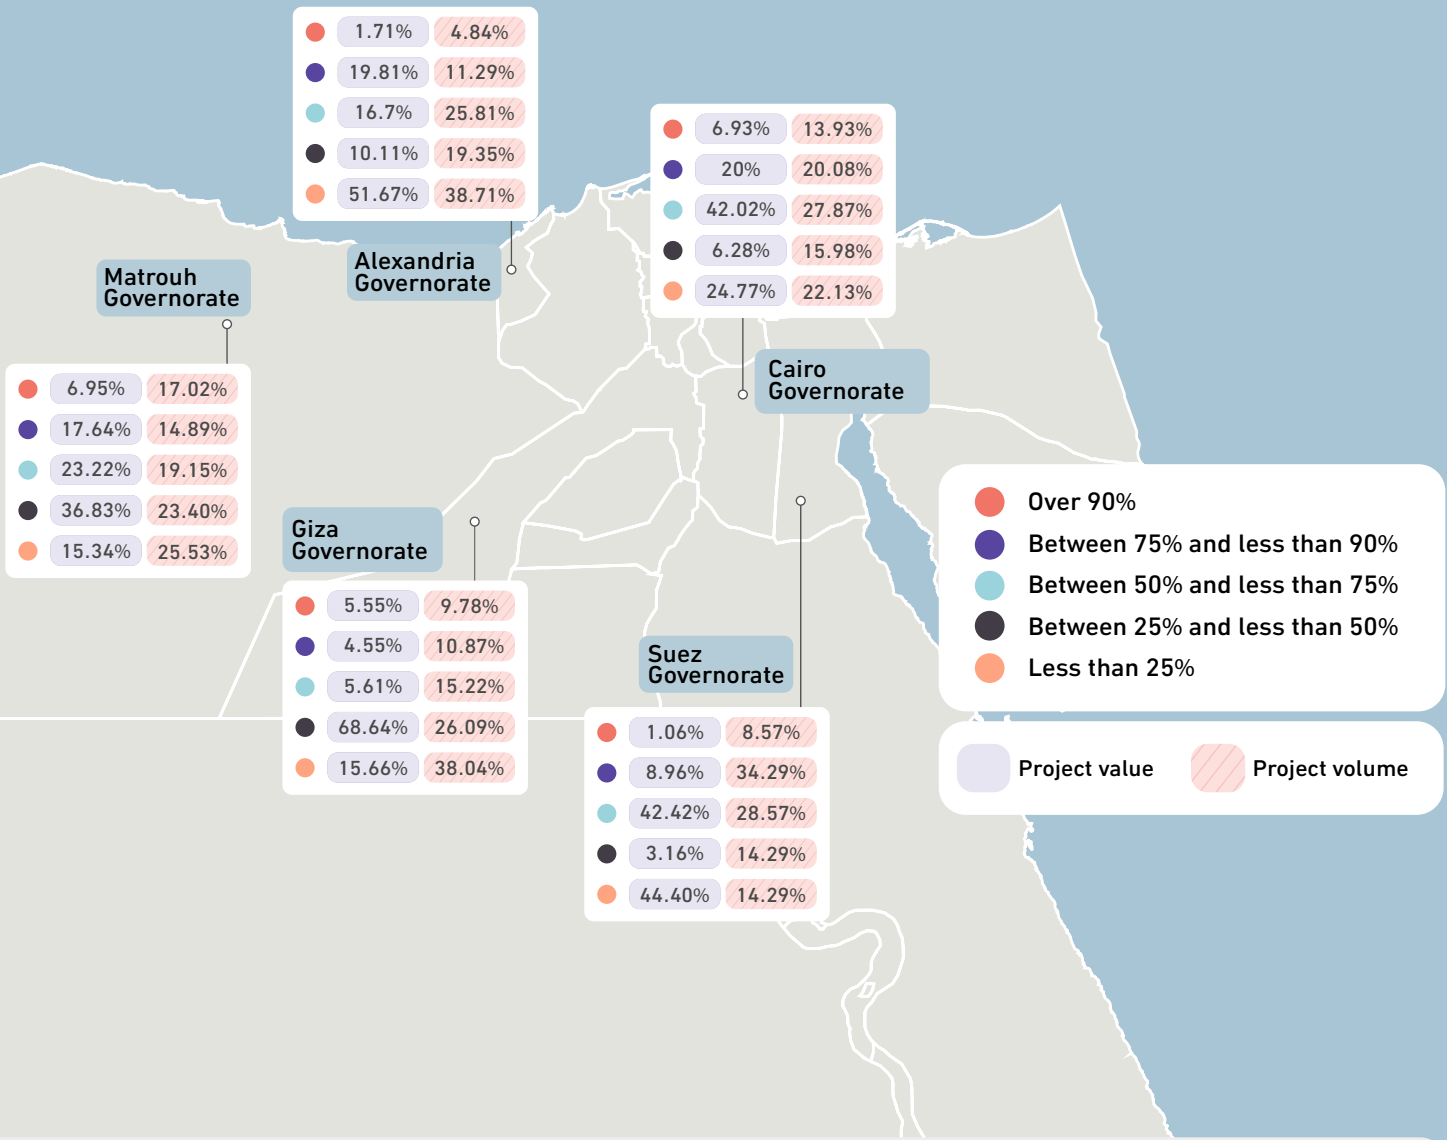 1.71% 4.84%
19.81% 11.29%
16.7% 25.81%
10.11% 19.35%
51.67% 38.71%
Alexandria
Governorate
6.93% 13.93%
20% 20.08%
42.02% 27.87%
6.28% 15.98%
24.77% 22.13%
Cairo
Governorate
Matrouh
Governorate
6.95% 17.02%
17.64% 14.89%
23.22% 19.15%
36.83% 23.40%
15.34% 25.53%
Giza
Governorate
5.55% 9.78%
4.55% 10.87%
5.61% 15.22%
68.64% 26.09%
15.66% 38.04%
Suez
Governorate
1.06% 8.57%
8.96% 34.29%
42.42% 28.57%
3.16% 14.29%
44.40% 14.29%
Over 90%
Between 75% and less than 90%
Between 50% and less than 75%
Between 25% and less than 50%
Less than 25%
Project value Project volume